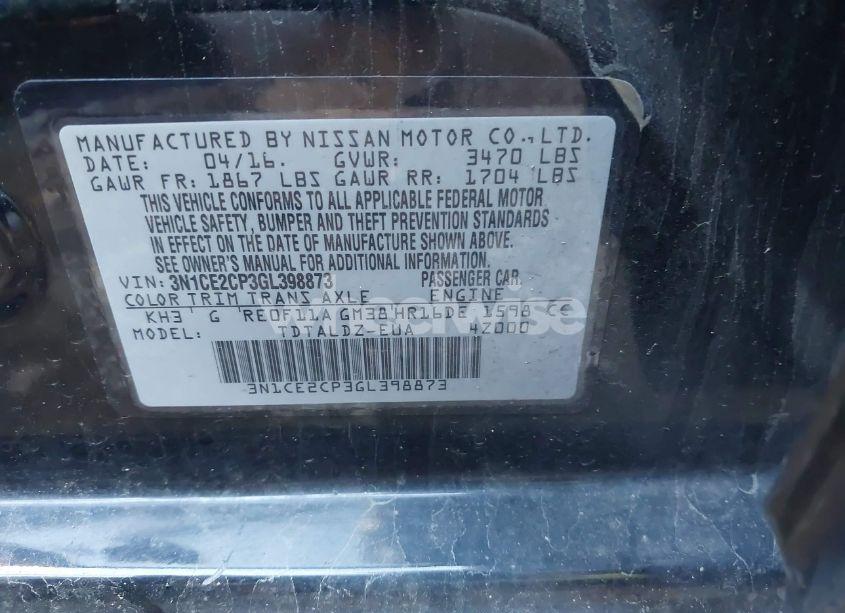 MANUFACTURED BY NISSAN MOTOR CO., LTD.
DATE: 04/16. GVWR: 3470 LBS
GAWR FR: 1867 LBS GAWR RR: 1704 LBS
THIS VEHICLE CONFORMS TO ALL APPLICABLE FEDERAL MOTOR
VEHICLE SAFETY, BUMPER AND THEFT PREVENTION STANDARDS
IN EFFECT ON THE DATE OF MANUFACTURE SHOWN ABOVE.
SEE OWNER'S MANUAL FOR ADDITIONAL INFORMATION.
VIN: 3N1CE2CP3GL398873 PASSENGER CAR
COLOR TRIM TRANS AXLE ENGINE
KH3 G RE0F11A GM38 HR16DE 1598 CC
MODEL: TDTALDZ-EUA 4Z000
3N1CE2CP3GL398873